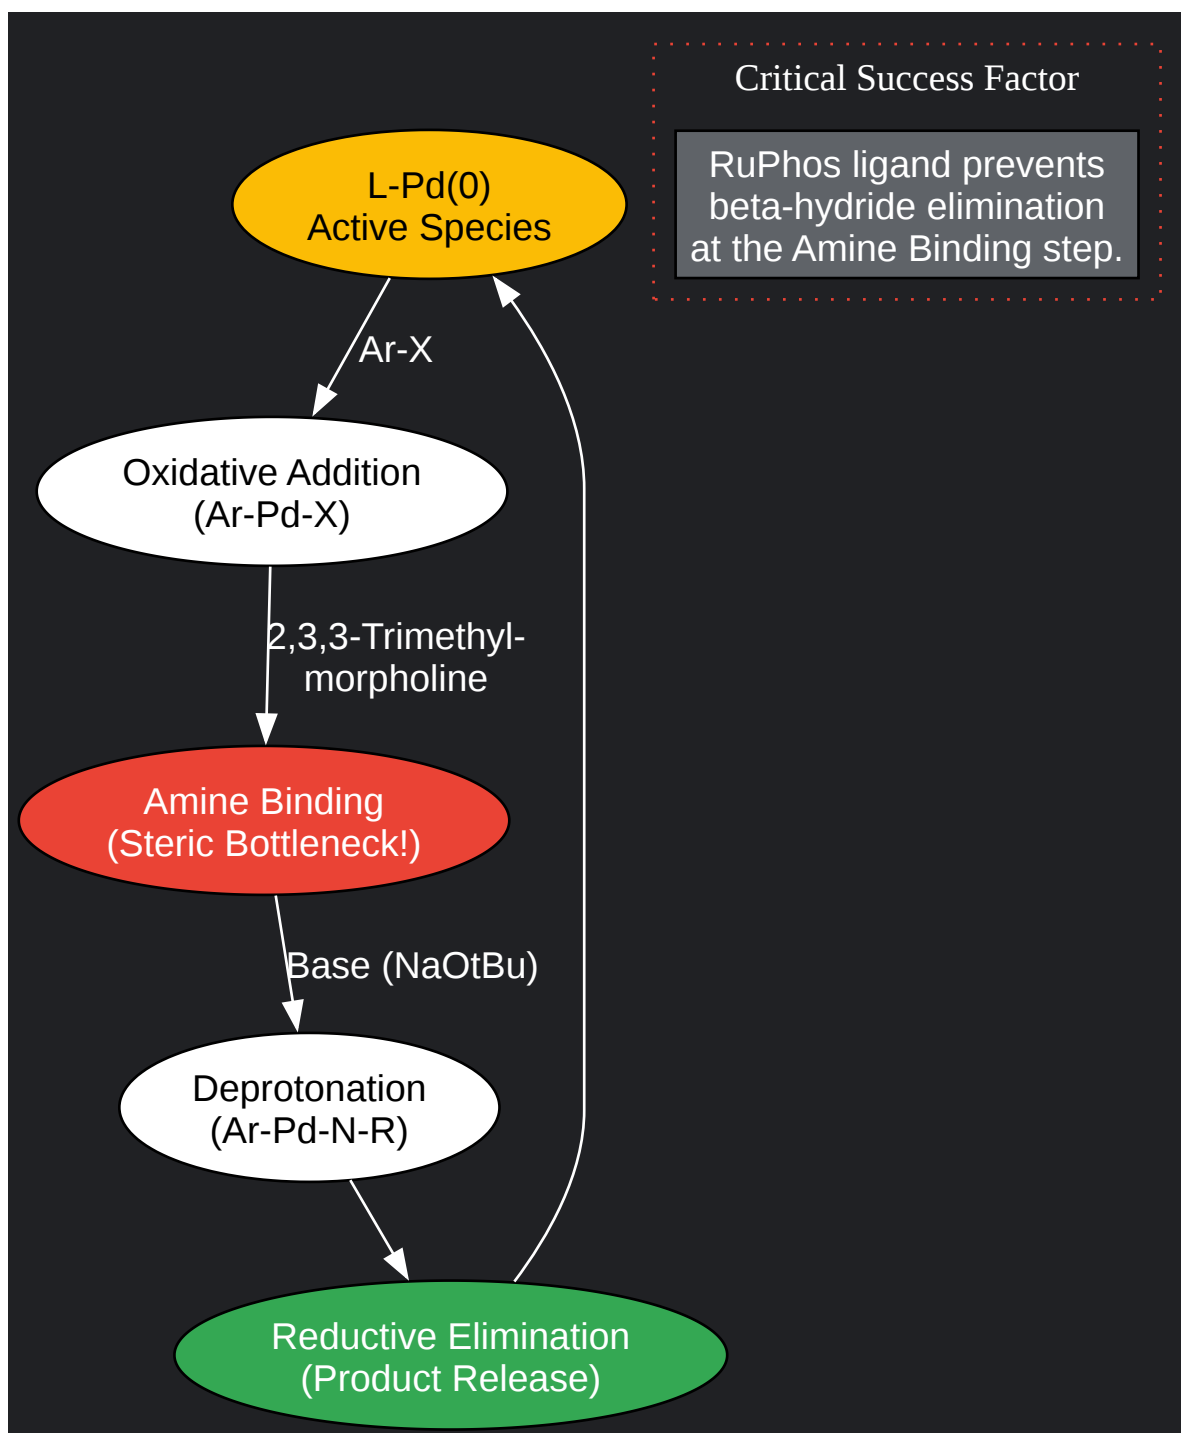 Critical Success Factor
RuPhos ligand prevents
beta-hydride elimination
at the Amine Binding step.
L-Pd(0)
Active Species
Ar-X
Oxidative Addition
(Ar-Pd-X)
2,3,3-Trimethyl-
morpholine
Amine Binding
(Steric Bottleneck!)
Base (NaOtBu)
Deprotonation
(Ar-Pd-N-R)
Reductive Elimination
(Product Release)